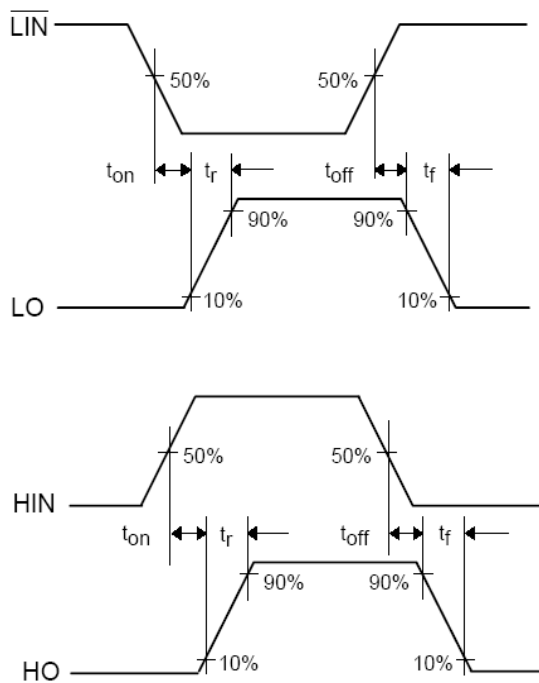 LIN
50% 50%
ton tr toff tf
90% 90%
LO 10% 10%
50% 50%
HIN
ton tr toff tf
90% 90%
HO 10% 10%